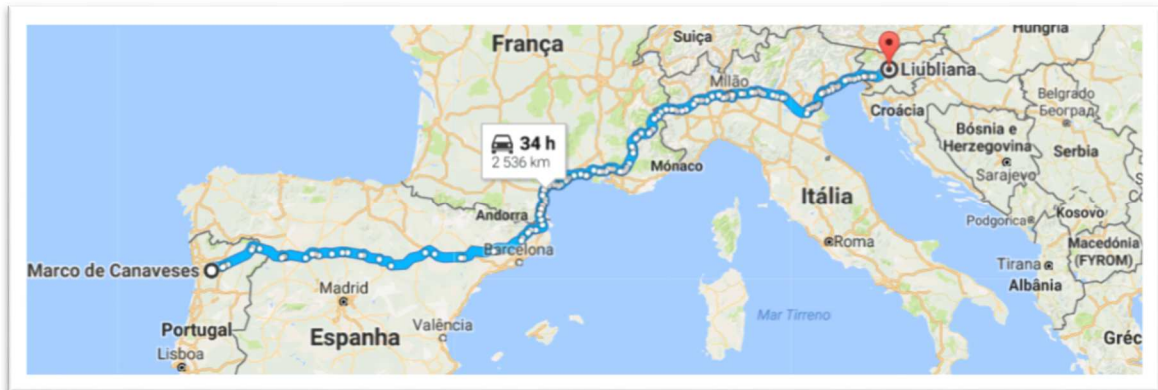 França
Suíça
Hungria
Milão
Liubliana
Croácia
Belgrado
Београд
Bósnia e
Herzegovina
Sérvia
Sarajevo
34 h
2 536 km
Mónaco
Andorra
Itália
Kosovo
Podgorica
Barcelona
Roma
Macedónia
(FYROM)
Marco de Canaveses
Tirana
Albânia
Madrid
Mar Tirreno
Portugal
Espanha
Valência
Gréc
Lisboa